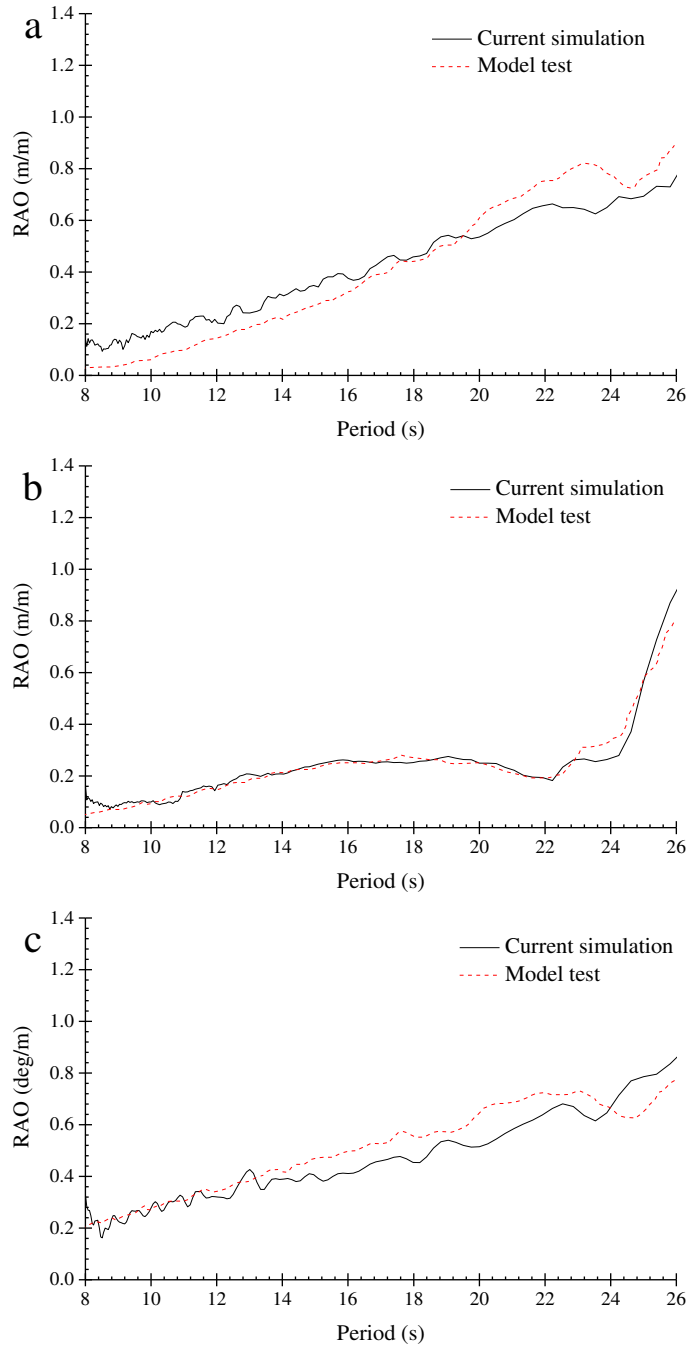 a
1.4
1.2
1.0
0.8
0.6
0.4
0.2
0.0
RAO (m/m)
Current simulation
Model test
8 10 12 14 16 18 20 22 24 26
Period (s)
b
1.4
1.2
1.0
0.8
0.6
0.4
0.2
0.0
RAO (m/m)
Current simulation
Model test
8 10 12 14 16 18 20 22 24 26
Period (s)
c
1.4
1.2
1.0
0.8
0.6
0.4
0.2
0.0
RAO (deg/m)
Current simulation
Model test
8 10 12 14 16 18 20 22 24 26
Period (s)